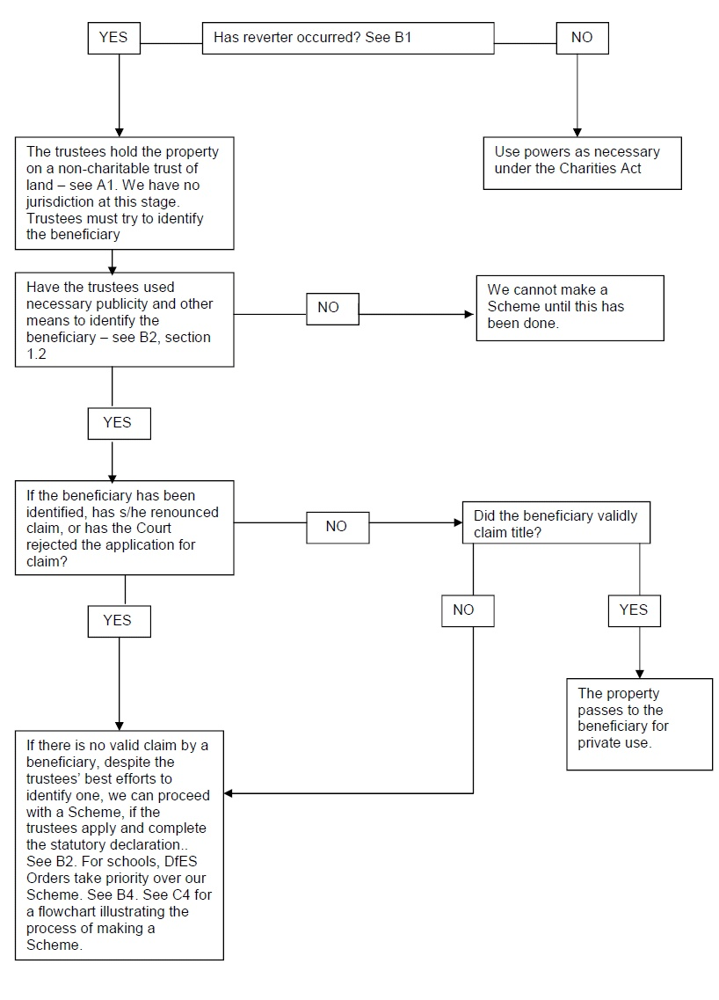 YES
Has reverter occurred? See B1
NO
The trustees hold the property
on a non-charitable trust of
land – see A1. We have no
jurisdiction at this stage.
Trustees must try to identify
the beneficiary
Use powers as necessary
under the Charities Act
Have the trustees used
necessary publicity and other
means to identify the
beneficiary – see B2, section
1.2
NO
We cannot make a
Scheme until this has
been done.
YES
If the beneficiary has been
identified, has s/he renounced
claim, or has the Court
rejected the application for
claim?
NO
Did the beneficiary validly
claim title?
YES
NO
YES
The property
passes to the
beneficiary for
private use.
If there is no valid claim by a
beneficiary, despite the
trustees’ best efforts to
identify one, we can proceed
with a Scheme, if the
trustees apply and complete
the statutory declaration..
See B2. For schools, DfES
Orders take priority over our
Scheme. See B4. See C4 for
a flowchart illustrating the
process of making a
Scheme.